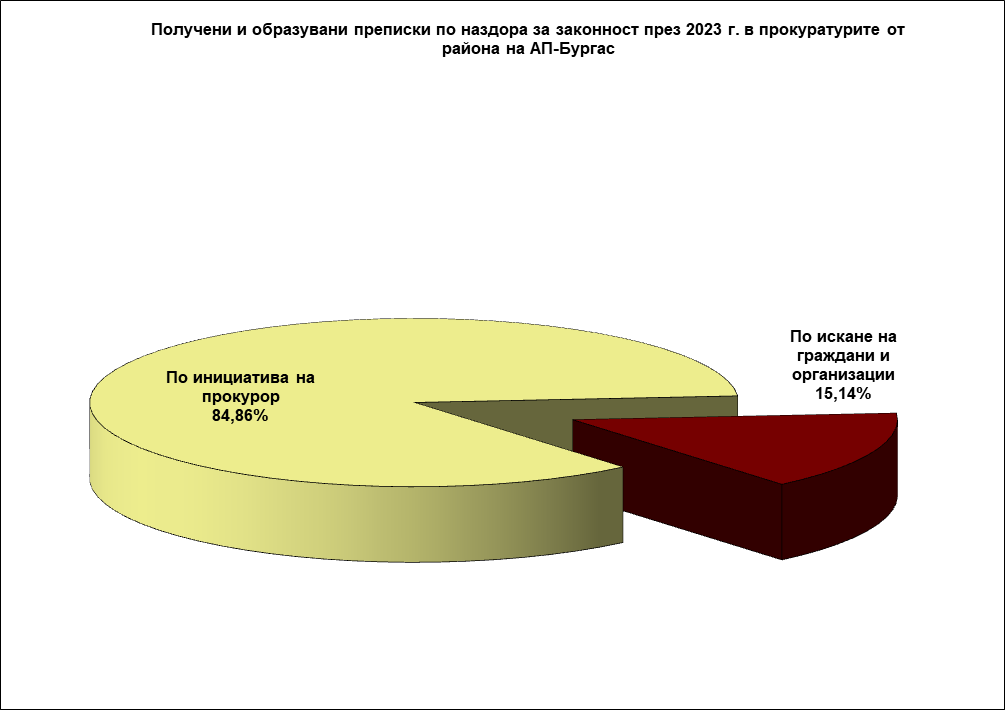 Получени и образувани преписки по наздора за законност през 2023 г. в прокуратурите от
района на АП-Бургас
По инициатива на
прокурор
84,86%
По искане на
граждани и
организации
15,14%